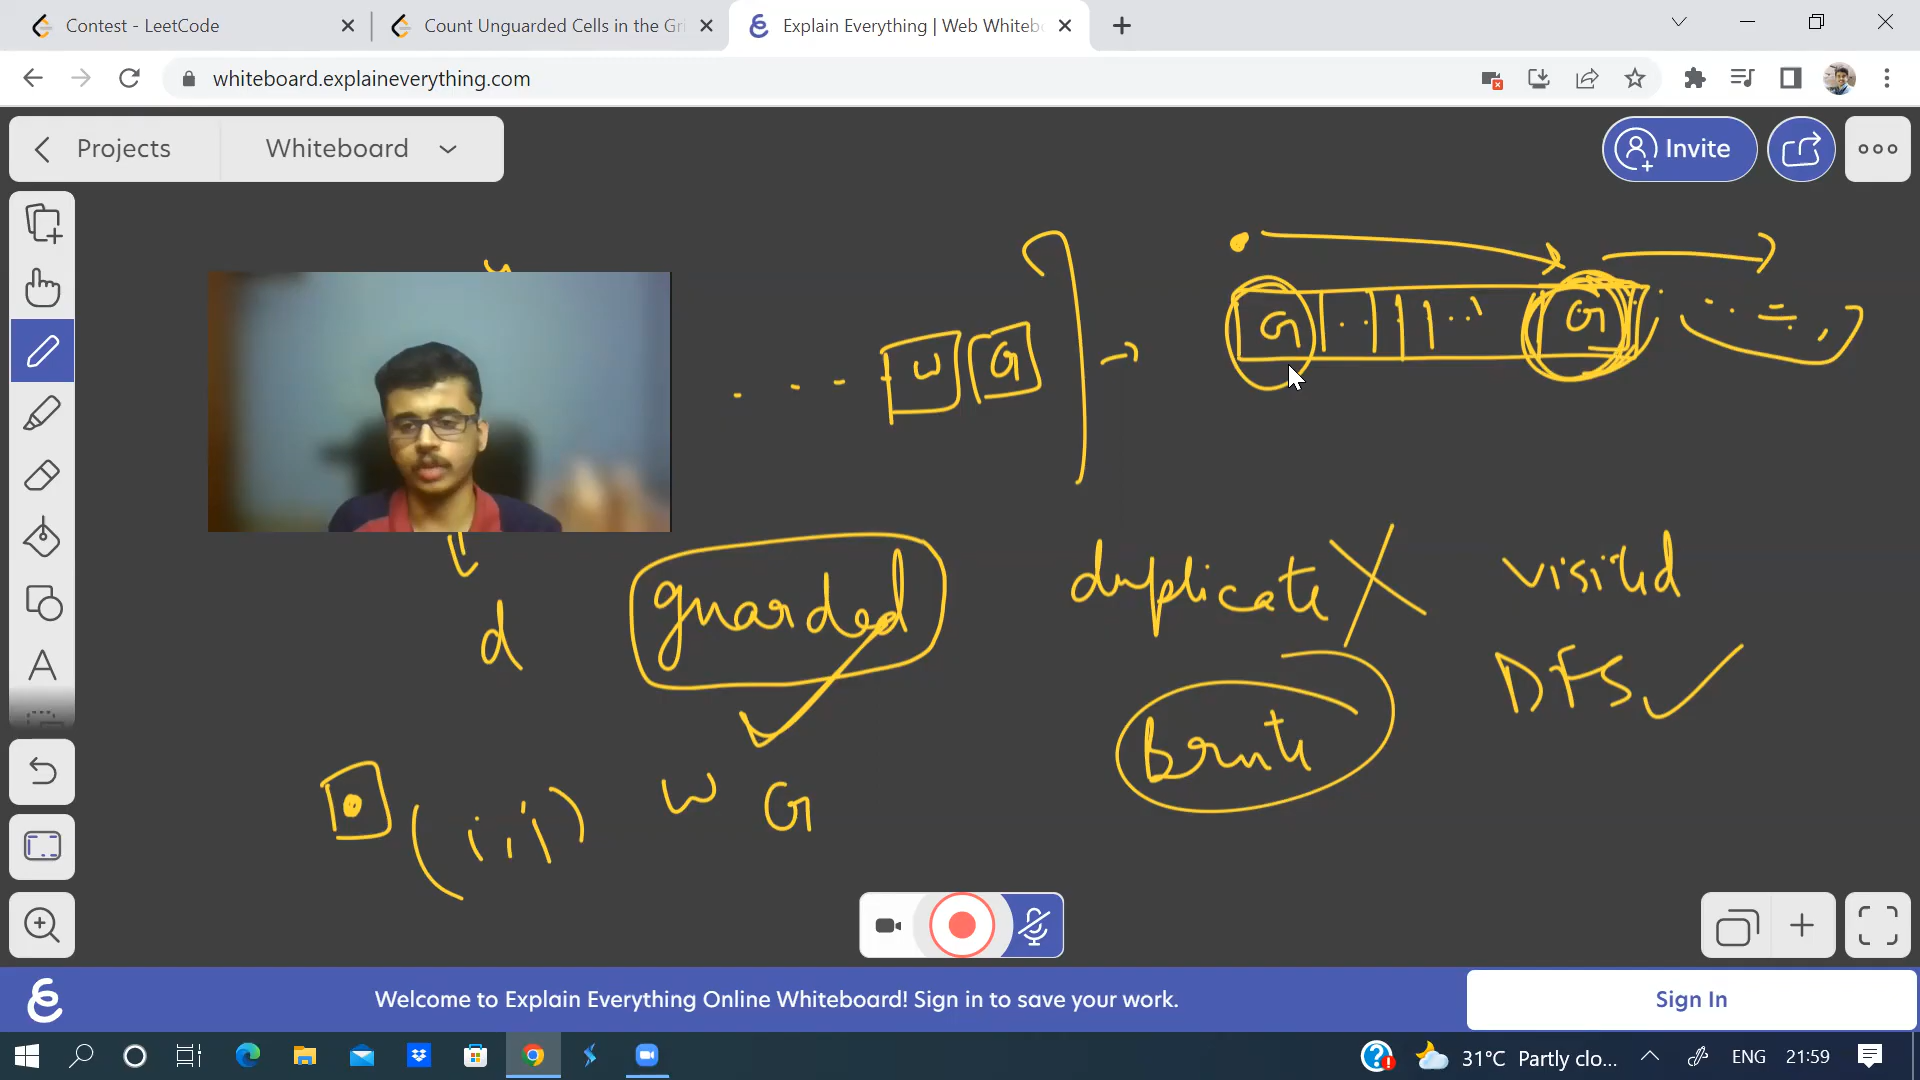 Contest - LeetCode
Count Unguarded Cells in the Gri
Explain Everything | Web Whitebo
whiteboard.explaineverything.com
Projects
Whiteboard
Invite
W G
G G
guarded
duplicate
visited
d
DFS
brute
(i,j)
W G
A
Welcome to Explain Everything Online Whiteboard! Sign in to save your work.
Sign In
31°C Partly clo...
ENG
21:59